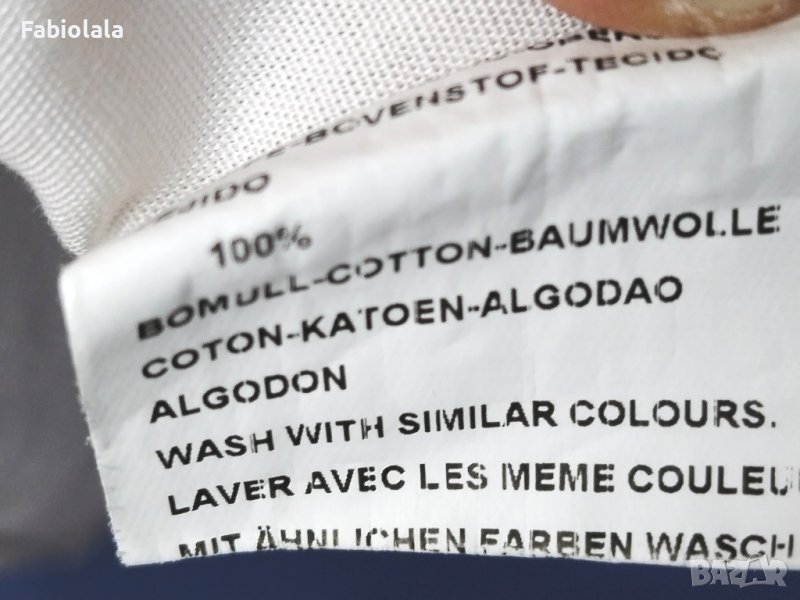 Fabiolala
BOVENSTOF-TECIDO
100%
BOMULL-COTTON-BAUMWOLLE
COTON-KATOEN-ALGODAO
ALGODON
WASH WITH SIMILAR COLOURS.
LAVER AVEC LES MEME COULEU
MIT ÄHNLICHEN FARBEN WASCH
BAZAR